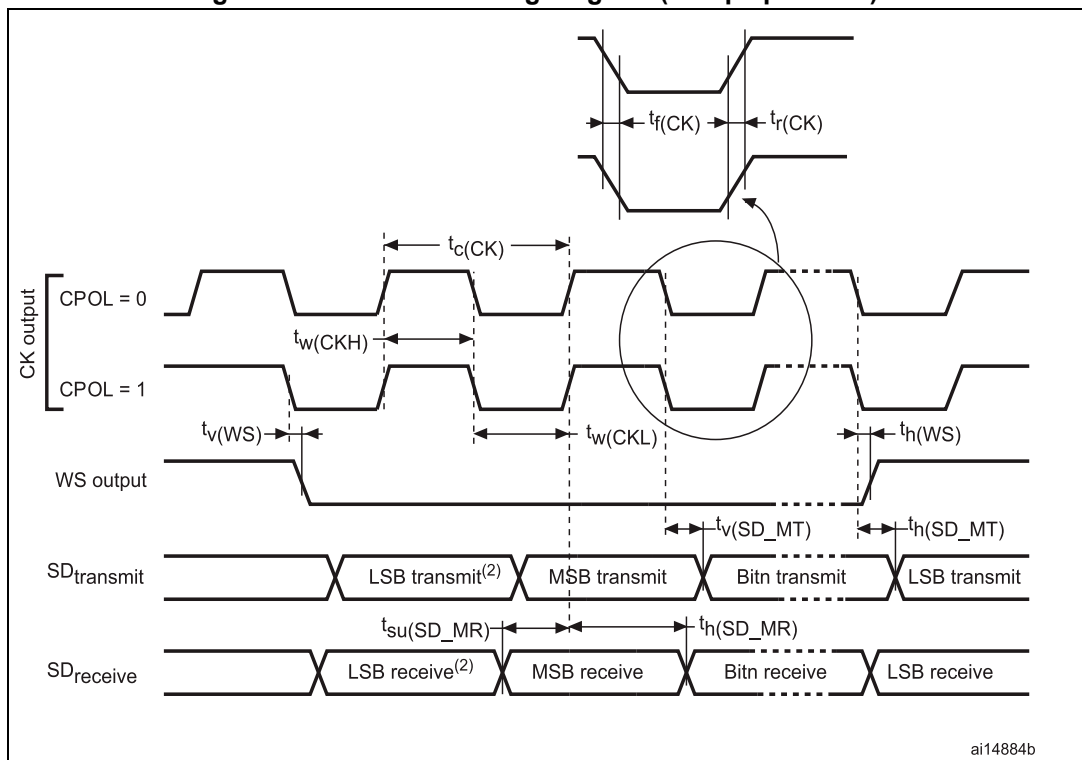 tf(CK)
tr(CK)
tc(CK)
CK output
CPOL = 0
tw(CKH)
CPOL = 1
tv(WS)
tw(CKL)
th(WS)
WS output
tv(SD_MT)
th(SD_MT)
SDtransmit
LSB transmit(2)
MSB transmit
Bitn transmit
LSB transmit
tsu(SD_MR)
th(SD_MR)
SDreceive
LSB receive(2)
MSB receive
Bitn receive
LSB receive
ai14884b